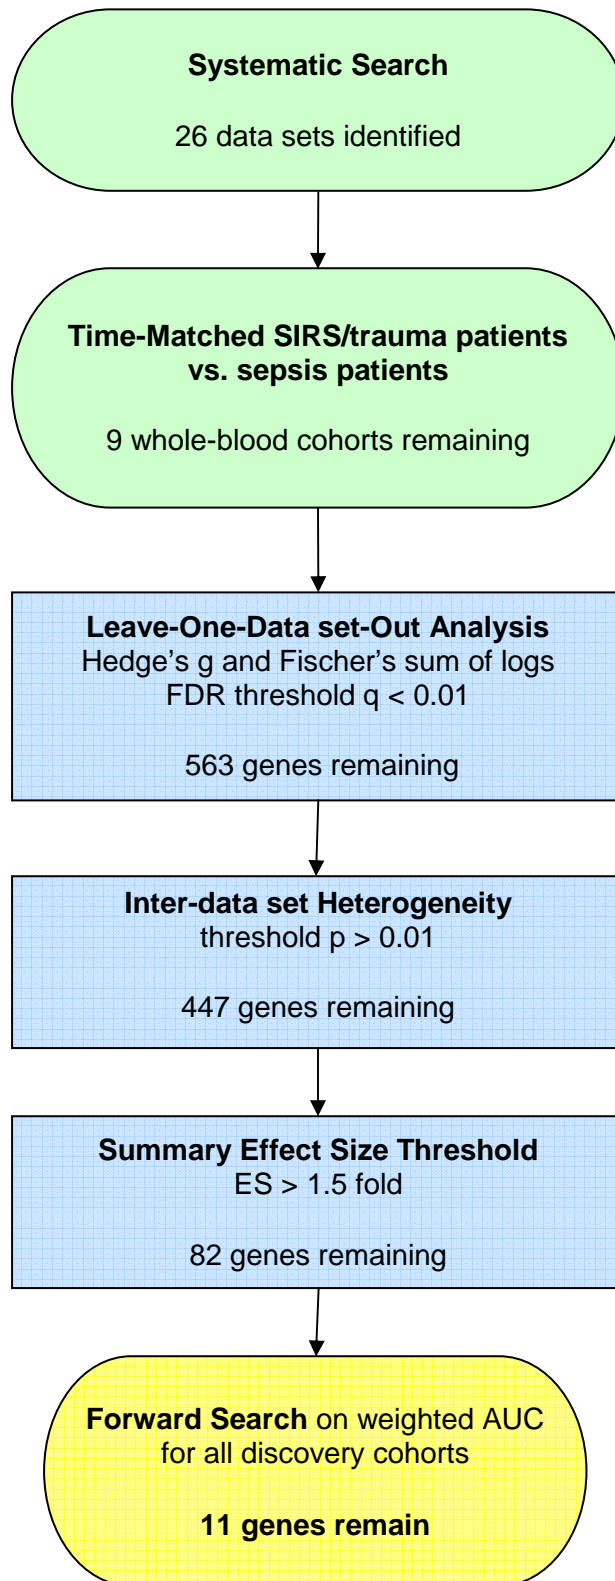 Systematic Search
26 data sets identified
Time-Matched SIRS/trauma patients
vs. sepsis patients
9 whole-blood cohorts remaining
Leave-One-Data set-Out Analysis
Hedge's g and Fischer's sum of logs
FDR threshold q < 0.01
563 genes remaining
Inter-data set Heterogeneity
threshold p > 0.01
447 genes remaining
Summary Effect Size Threshold
ES > 1.5 fold
82 genes remaining
Forward Search on weighted AUC
for all discovery cohorts
11 genes remain